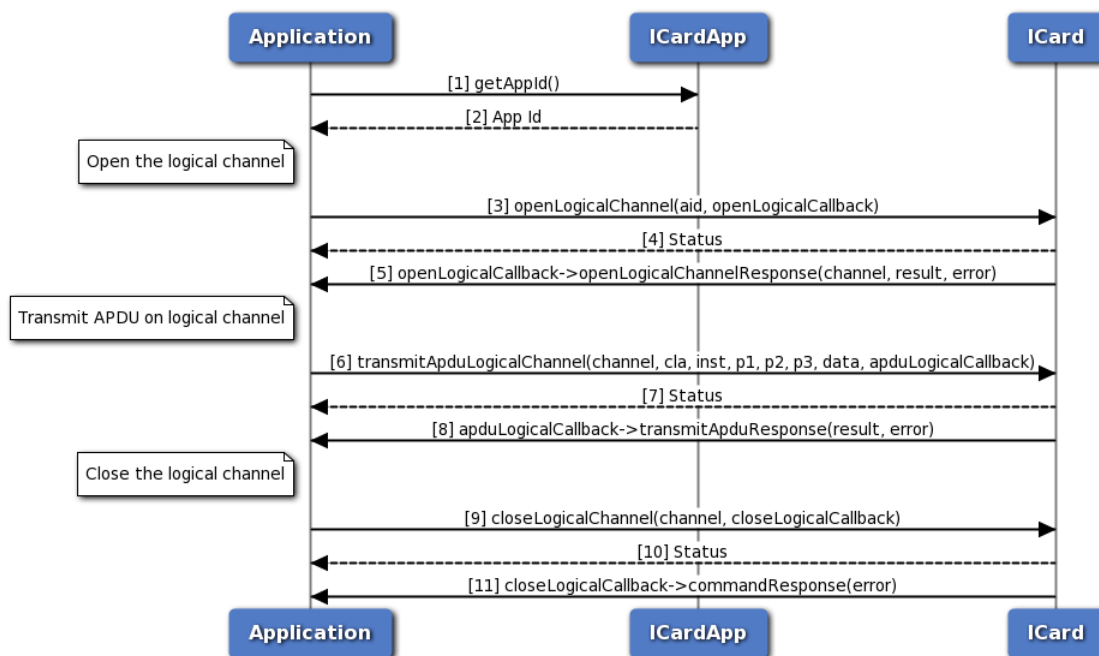 Application
ICardApp
ICard
[1] getAppId()
[2] App Id
Open the logical channel
[3] openLogicalChannel(aid, openLogicalCallback)
[4] Status
[5] openLogicalCallback->openLogicalChannelResponse(channel, result, error)
Transmit APDU on logical channel
[6] transmitApduLogicalChannel(channel, cla, inst, p1, p2, p3, data, apduLogicalCallback)
[7] Status
[8] apduLogicalCallback->transmitApduResponse(result, error)
Close the logical channel
[9] closeLogicalChannel(channel, closeLogicalCallback)
[10] Status
[11] closeLogicalCallback->commandResponse(error)
Application
ICardApp
ICard